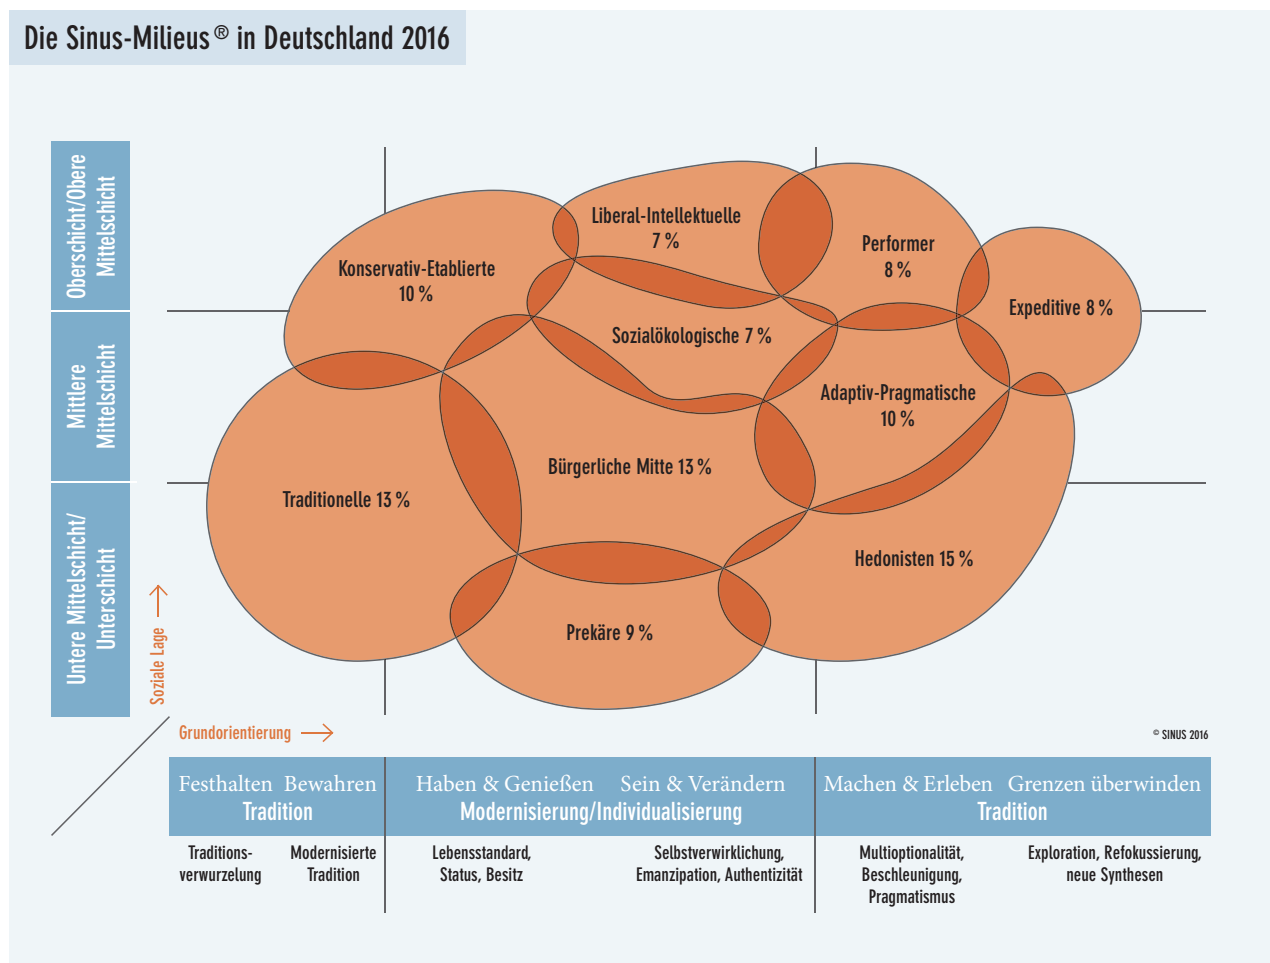 Die Sinus-Milieus® in Deutschland 2016
Oberschicht/Obere
Mittelschicht
Mittlere
Mittelschicht
Untere Mittelschicht/
Unterschicht
Soziale Lage
Konservativ-Etablierte
10 %
Liberal-Intellektuelle
7 %
Performer
8 %
Expeditive 8 %
Sozialökologische 7 %
Adaptiv-Pragmatische
10 %
Bürgerliche Mitte 13 %
Traditionelle 13 %
Hedonisten 15 %
Prekäre 9 %
Grundorientierung
© SINUS 2016
Festhalten Bewahren
Tradition
Haben & Genießen Sein & Verändern
Modernisierung/Individualisierung
Machen & Erleben Grenzen überwinden
Tradition
Traditions-
verwurzelung
Modernisierte
Tradition
Lebensstandard,
Status, Besitz
Selbstverwirklichung,
Emanzipation, Authentizität
Multioptionalität,
Beschleunigung,
Pragmatismus
Exploration, Refokussierung,
neue Synthesen